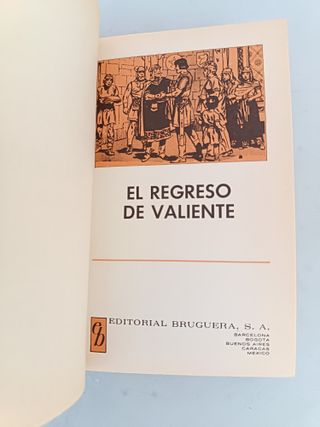 EL REGRESO
DE VALIENTE
EDITORIAL BRUGUERA, S. A.
BARCELONA
BOGOTA
BUENOS AIRES
CARACAS
MEXICO